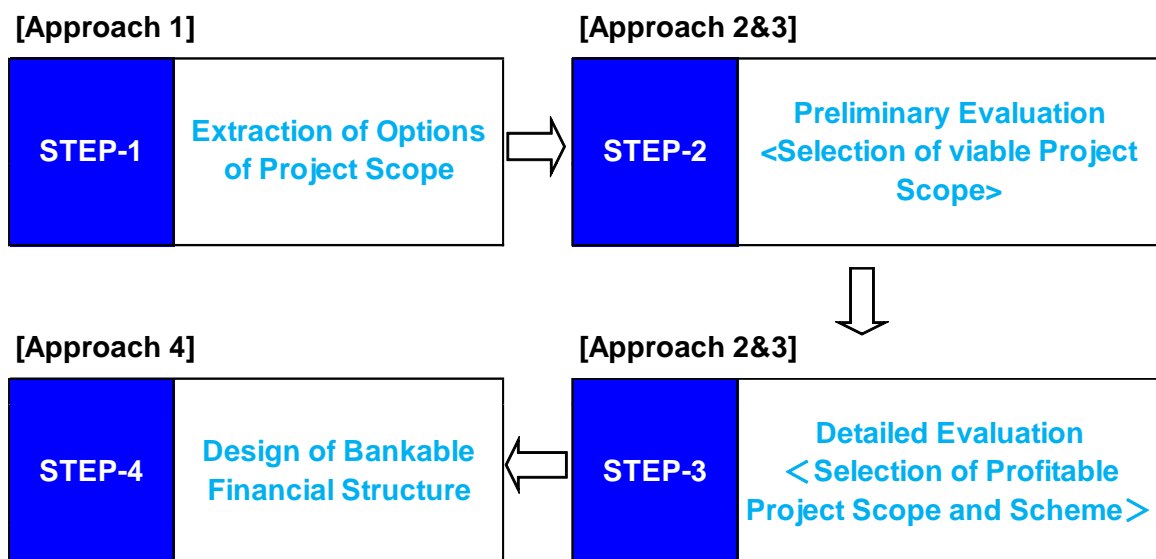 [Approach 1]
STEP-1
Extraction of Options
of Project Scope
[Approach 2&3]
STEP-2
Preliminary Evaluation
<Selection of viable Project
Scope>
[Approach 2&3]
STEP-3
Detailed Evaluation
＜Selection of Profitable
Project Scope and Scheme＞
[Approach 4]
STEP-4
Design of Bankable
Financial Structure